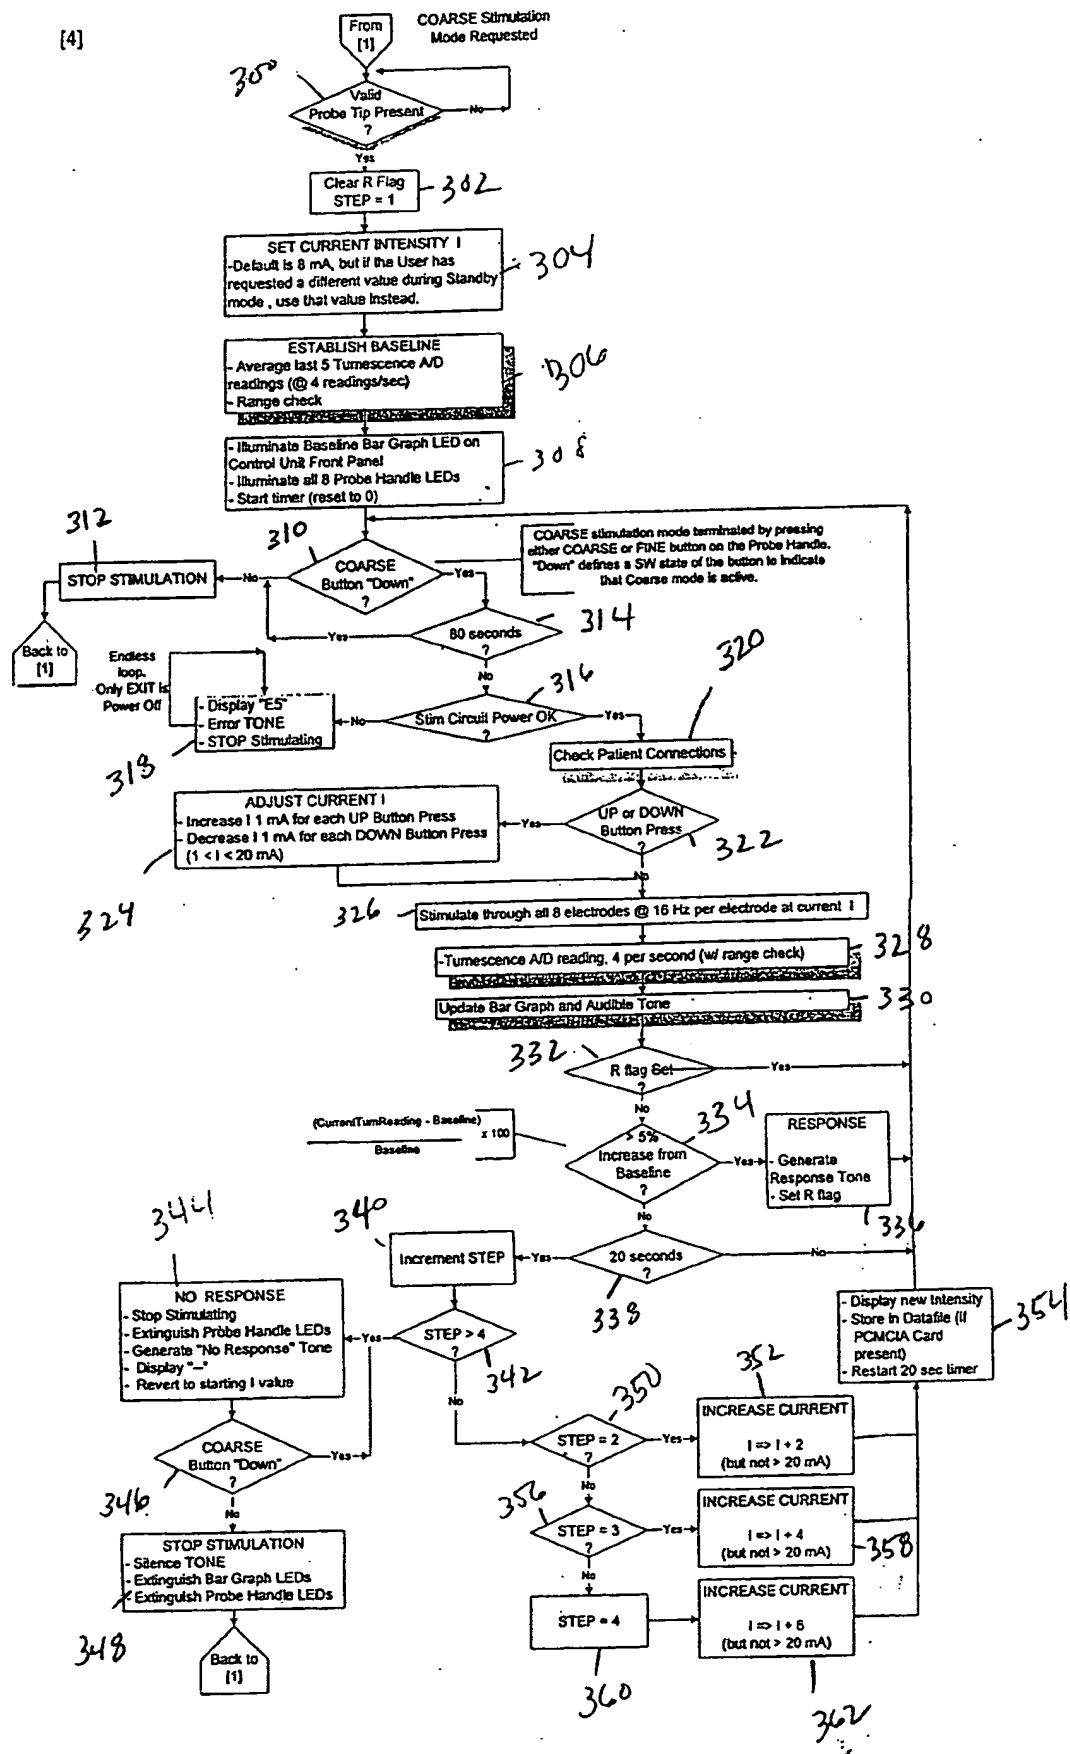 [4]
From
[1]
COARSE Stimulation
Mode Requested
300
Valid
Probe Tip Present
?
No
Yes
Clear R Flag
STEP = 1
302
SET CURRENT INTENSITY I
-Default is 8 mA, but if the User has
requested a different value during Standby
mode , use that value instead.
304
ESTABLISH BASELINE
- Average last 5 Tumescence A/D
readings (@ 4 readings/sec)
- Range check
306
- Illuminate Baseline Bar Graph LED on
Control Unit Front Panel
- Illuminate all 8 Probe Handle LEDs
- Start timer (reset to 0)
308
312
STOP STIMULATION
No
310
COARSE
Button "Down"
?
Yes
COARSE stimulation mode terminated by pressing
either COARSE or FINE button on the Probe Handle.
"Down" defines a SW state of the button to indicate
that Coarse mode is active.
Back to
[1]
Yes
80 seconds
?
314
No
Endless
loop.
Only EXIT is
Power Off
- Display "E5"
- Error TONE
- STOP Stimulating
318
No
Stim Circuit Power OK
?
316
Yes
320
Check Patient Connections
ADJUST CURRENT I
- Increase I 1 mA for each UP Button Press
- Decrease I 1 mA for each DOWN Button Press
(1 < I < 20 mA)
324
Yes
UP or DOWN
Button Press
?
322
No
326
Stimulate through all 8 electrodes @ 16 Hz per electrode at current I
-Tumescence A/D reading, 4 per second (w/ range check)
328
Update Bar Graph and Audible Tone
330
332
R flag Set
?
Yes
No
(CurrentTumReading - Baseline)
Baseline
x 100
> 5%
Increase from
Baseline
?
334
Yes
RESPONSE
- Generate
Response Tone
- Set R flag
336
No
20 seconds
?
338
No
Yes
340
Increment STEP
344
NO RESPONSE
- Stop Stimulating
- Extinguish Probe Handle LEDs
- Generate "No Response" Tone
- Display "--"
- Revert to starting I value
Yes
STEP > 4
?
342
No
- Display new Intensity
- Store in Datafile (if
PCMCIA Card
present)
- Restart 20 sec timer
354
COARSE
Button "Down"
?
346
Yes
No
350
STEP = 2
?
Yes
352
INCREASE CURRENT
I => I + 2
(but not > 20 mA)
No
356
STEP = 3
?
Yes
INCREASE CURRENT
I => I + 4
(but not > 20 mA)
358
No
STOP STIMULATION
- Silence TONE
- Extinguish Bar Graph LEDs
- Extinguish Probe Handle LEDs
348
STEP = 4
360
INCREASE CURRENT
I => I + 6
(but not > 20 mA)
362
Back to
[1]